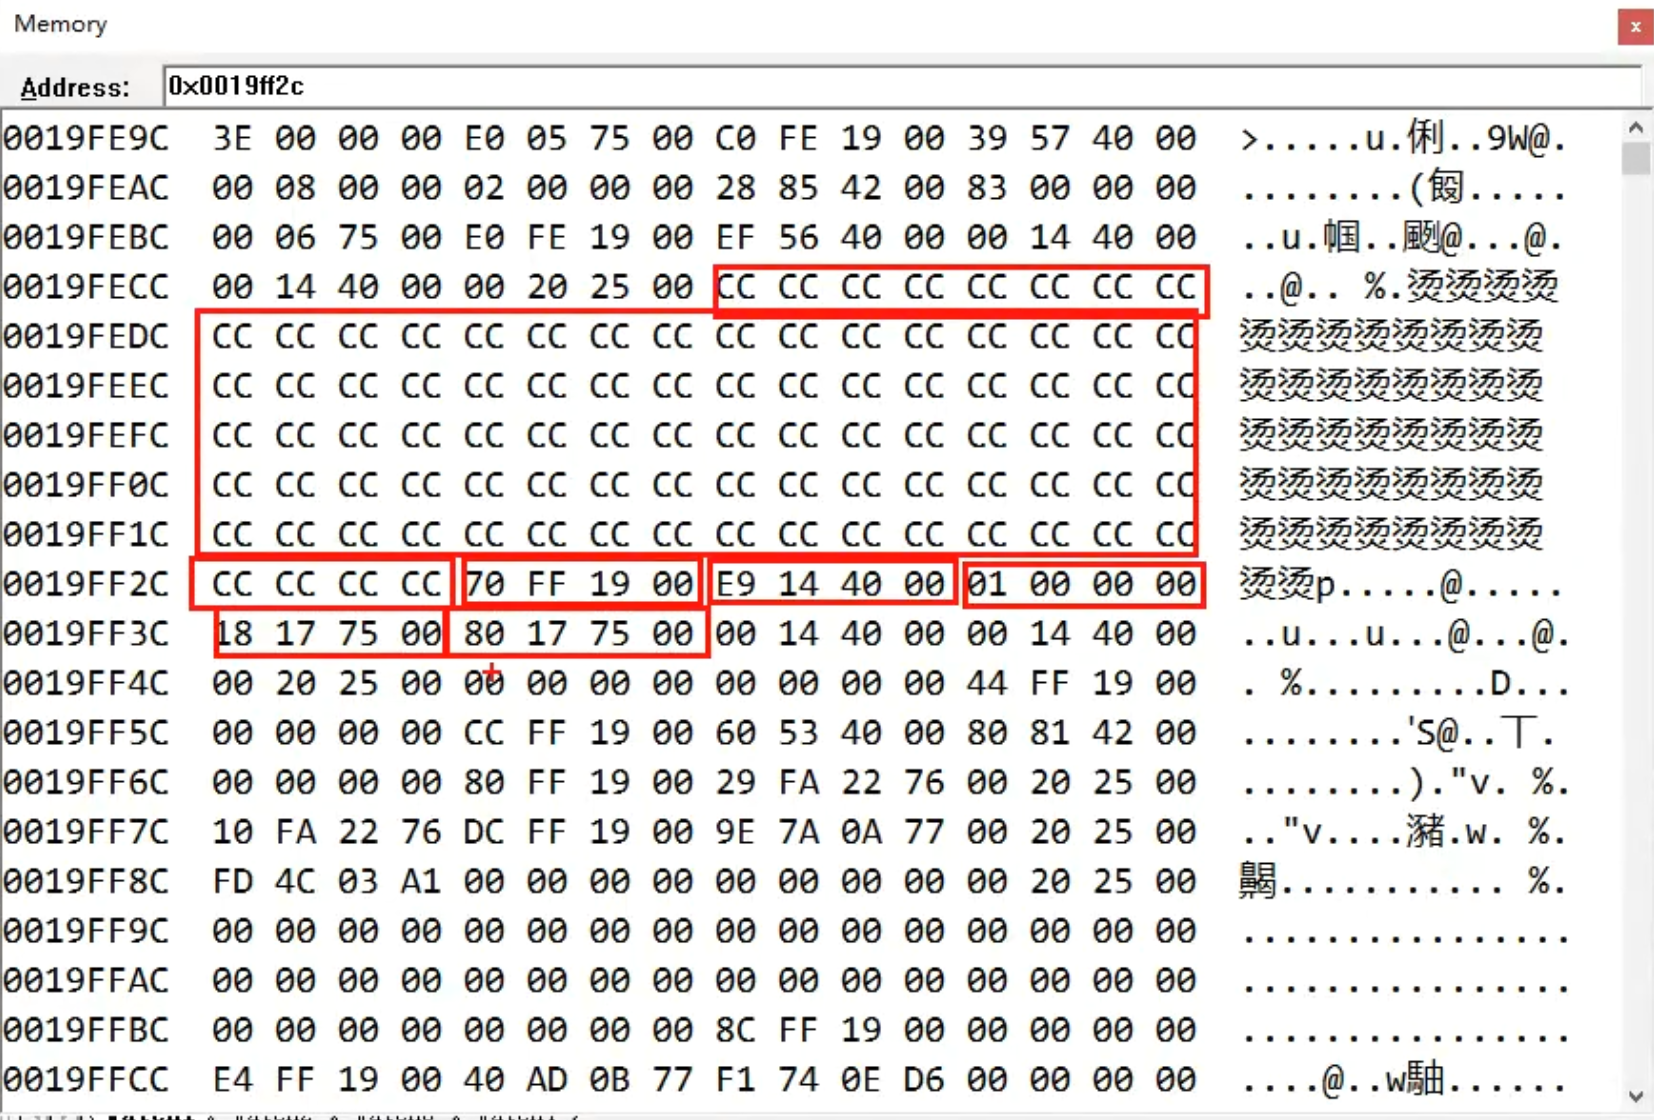 Memory
x
Address: 0x0019ff2c
0019FE9C 3E 00 00 00 E0 05 75 00 C0 FE 19 00 39 57 40 00 >.....u.俐..9W@.
0019FEAC 00 08 00 00 02 00 00 00 28 85 42 00 83 00 00 00 ........(匓.....
0019FEBC 00 06 75 00 E0 FE 19 00 EF 56 40 00 00 14 40 00 ..u.帼..颲@...@.
0019FECC 00 14 40 00 00 20 25 00 CC CC CC CC CC CC CC CC ..@.. %.烫烫烫烫
0019FEDC CC CC CC CC CC CC CC CC CC CC CC CC CC CC CC CC 烫烫烫烫烫烫烫烫
0019FEEC CC CC CC CC CC CC CC CC CC CC CC CC CC CC CC CC 烫烫烫烫烫烫烫烫
0019FEFC CC CC CC CC CC CC CC CC CC CC CC CC CC CC CC CC 烫烫烫烫烫烫烫烫
0019FF0C CC CC CC CC CC CC CC CC CC CC CC CC CC CC CC CC 烫烫烫烫烫烫烫烫
0019FF1C CC CC CC CC CC CC CC CC CC CC CC CC CC CC CC CC 烫烫烫烫烫烫烫烫
0019FF2C CC CC CC CC 70 FF 19 00 E9 14 40 00 01 00 00 00 烫烫p.....@.....
0019FF3C 18 17 75 00 80 17 75 00 00 14 40 00 00 14 40 00 ..u...u...@...@.
0019FF4C 00 20 25 00 00 00 00 00 00 00 00 00 44 FF 19 00 . %.........D...
0019FF5C 00 00 00 00 CC FF 19 00 60 53 40 00 80 81 42 00 ........'S@..丅.
0019FF6C 00 00 00 00 80 FF 19 00 29 FA 22 76 00 20 25 00 ........)."v. %.
0019FF7C 10 FA 22 76 DC FF 19 00 9E 7A 0A 77 00 20 25 00 .."v....瀦.w. %.
0019FF8C FD 4C 03 A1 00 00 00 00 00 00 00 00 00 20 25 00 齃........... %.
0019FF9C 00 00 00 00 00 00 00 00 00 00 00 00 00 00 00 00 ................
0019FFAC 00 00 00 00 00 00 00 00 00 00 00 00 00 00 00 00 ................
0019FFBC 00 00 00 00 00 00 00 00 8C FF 19 00 00 00 00 00 ................
0019FFCC E4 FF 19 00 40 AD 0B 77 F1 74 0E D6 00 00 00 00 ....@..w駎......